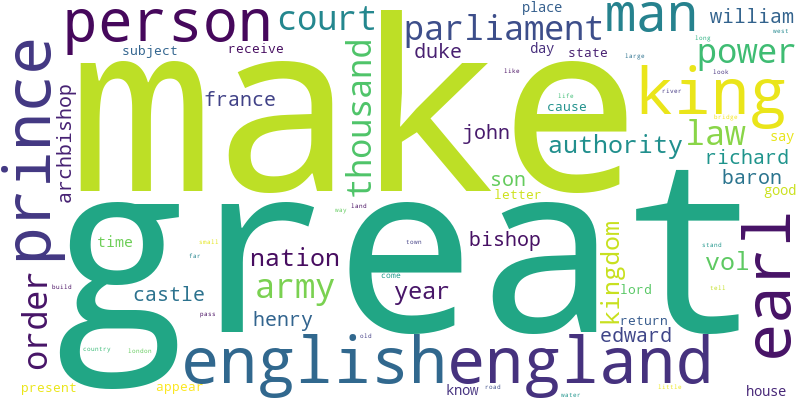 place
person
court
man
william
parliament
subject
receive
duke
day
state
west
long
power
make
large
like
look
king
prince
archbishop
france
thousand
life
river
cause
john
authority
bridge
law
say
richard
son
baron
letter
good
great
land
way
time
small
far
nation
town
bishop
kingdom
stand
vol
earl
order
build
castle
army
come
year
lord
tell
henry
pass
return
edward
old
country
london
english
england
present
appear
know
road
water
little
house